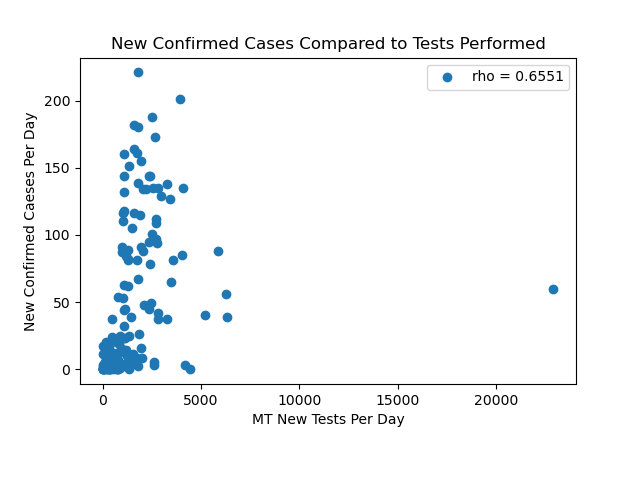 New Confirmed Cases Compared to Tests Performed
rho = 0.6551
New Confirmed Caeses Per Day
200
150
100
50
0
0 5000 10000 15000 20000
MT New Tests Per Day